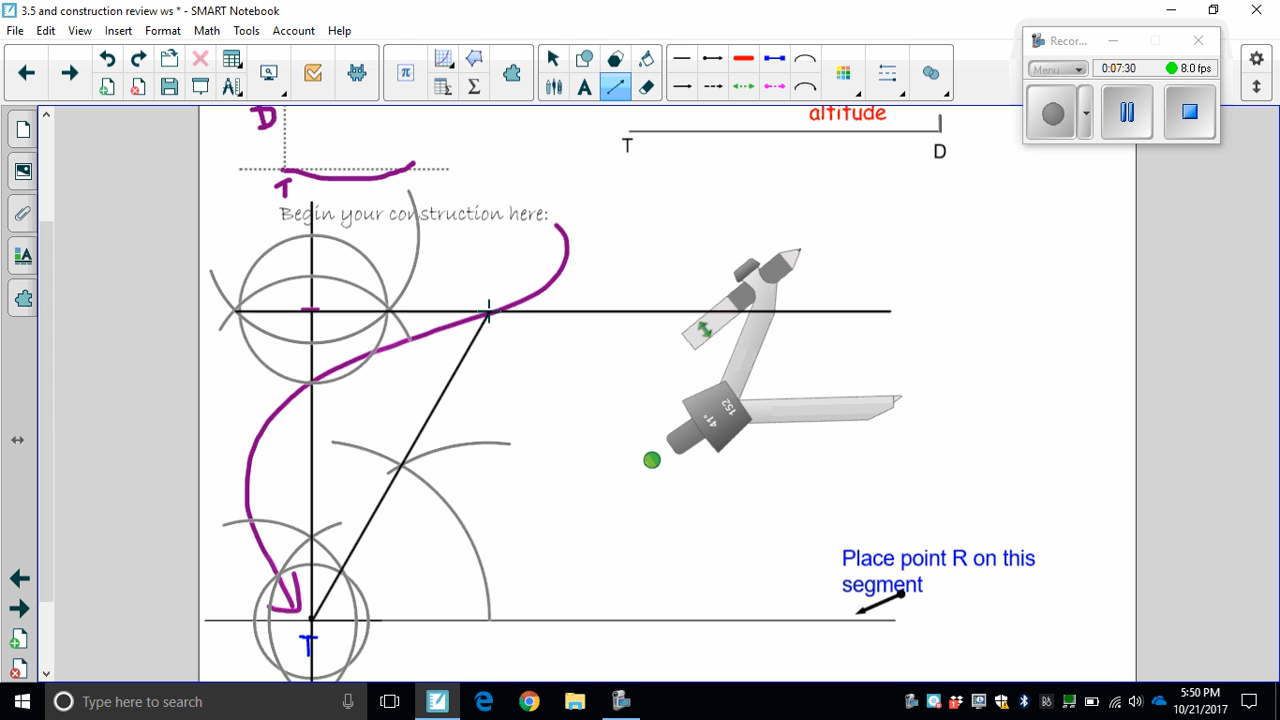 3.5 and construction review ws * - SMART Notebook
File Edit View Insert Format Math Tools Account Help
Recor...
Menu
0:07:30
8.0 fps
D
altitude
T
D
T
Begin your construction here:
41°
152
Place point R on this
segment
T
Type here to search
5:50 PM
10/21/2017